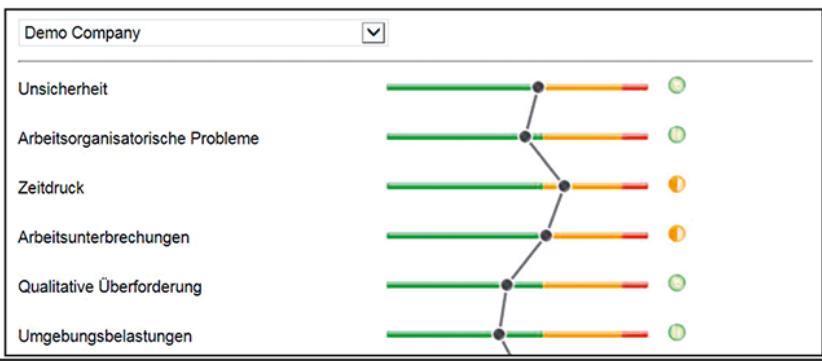 Demo Company
Unsicherheit
Arbeitsorganisatorische Probleme
Zeitdruck
Arbeitsunterbrechungen
Qualitative Überforderung
Umgebungsbelastungen